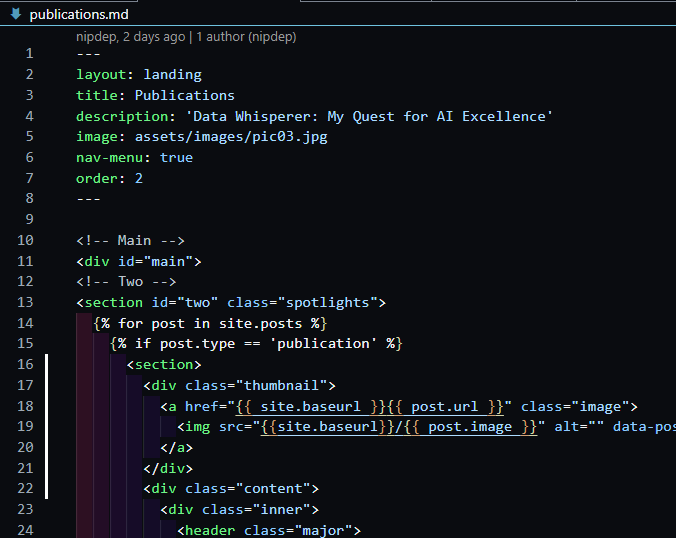 publications.md
nipdep, 2 days ago | 1 author (nipdep)
1 ---
2 layout: landing
3 title: Publications
4 description: 'Data Whisperer: My Quest for AI Excellence'
5 image: assets/images/pic03.jpg
6 nav-menu: true
7 order: 2
8 ---
9
10 <!-- Main -->
11 <div id="main">
12 <!-- Two -->
13 <section id="two" class="spotlights">
14 {% for post in site.posts %}
15 {% if post.type == 'publication' %}
16 <section>
17 <div class="thumbnail">
18 <a href="{{ site.baseurl }}{{ post.url }}" class="image">
19 <img src="{{site.baseurl}}/{{ post.image }}" alt="" data-pos
20 </a>
21 </div>
22 <div class="content">
23 <div class="inner">
24 <header class="major">